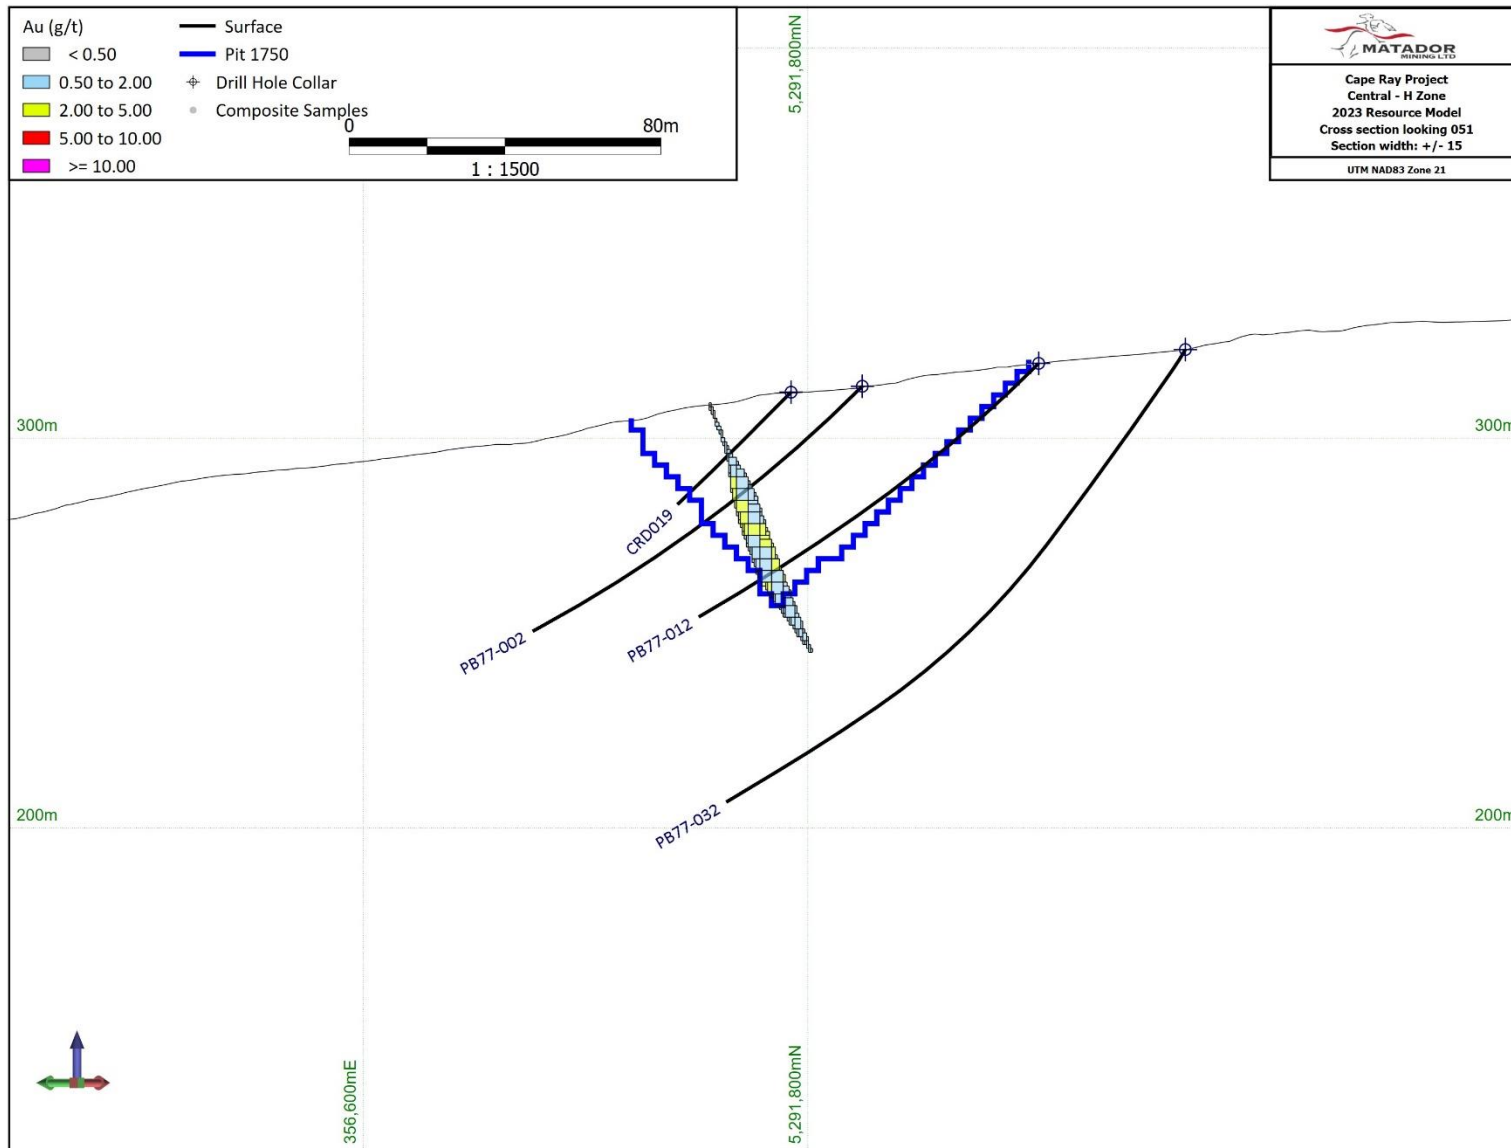 Au (g/t)
< 0.50
0.50 to 2.00
2.00 to 5.00
5.00 to 10.00
>= 10.00
Surface
Pit 1750
Drill Hole Collar
Composite Samples
0 80m
1 : 1500
5,291,800mN
MATADOR
MINING LTD
Cape Ray Project
Central - H Zone
2023 Resource Model
Cross section looking 051
Section width: +/- 15
UTM NAD83 Zone 21
300m
300m
CRD019
PB77-002
PB77-012
PB77-032
200m
200m
356,600mE
5,291,800mN